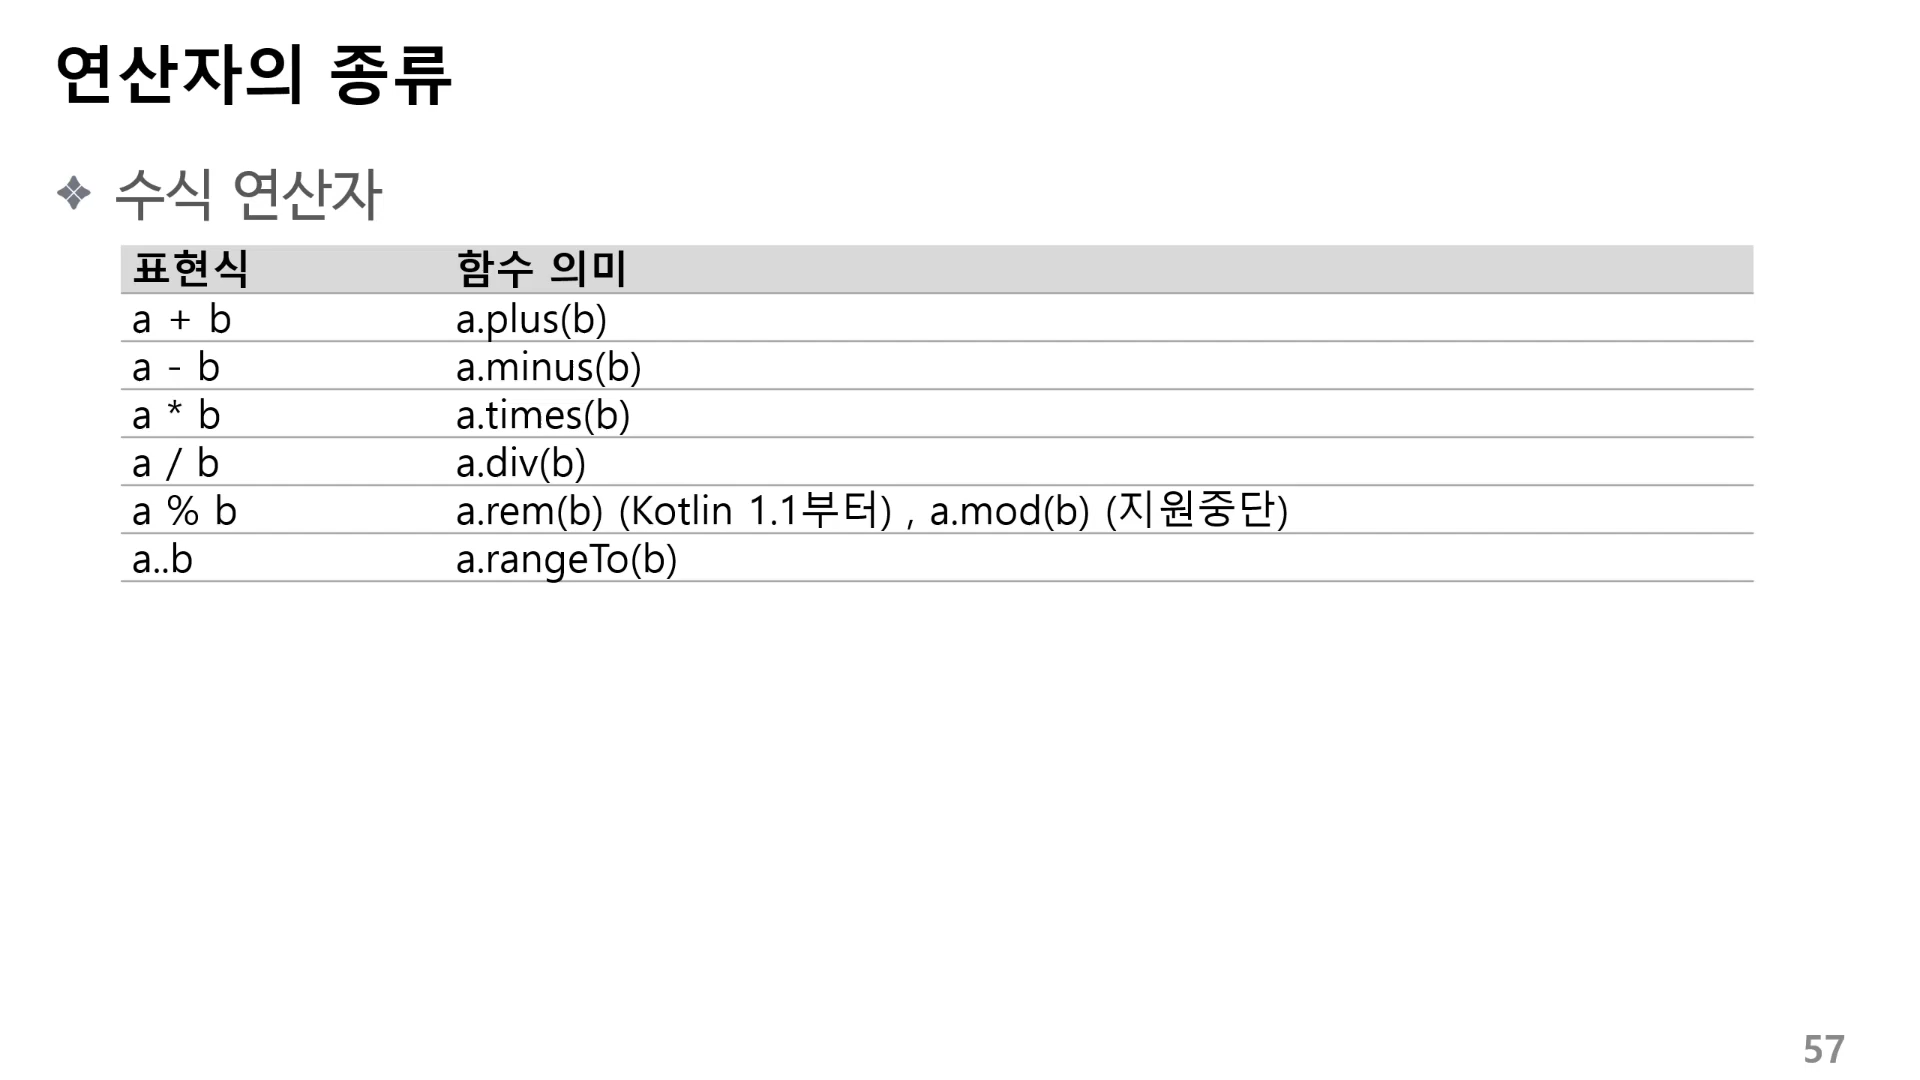 연산자의 종류
❖ 수식 연산자
표현식 함수 의미
a + b a.plus(b)
a - b a.minus(b)
a * b a.times(b)
a / b a.div(b)
a % b a.rem(b) (Kotlin 1.1부터) , a.mod(b) (지원중단)
a..b a.rangeTo(b)
57